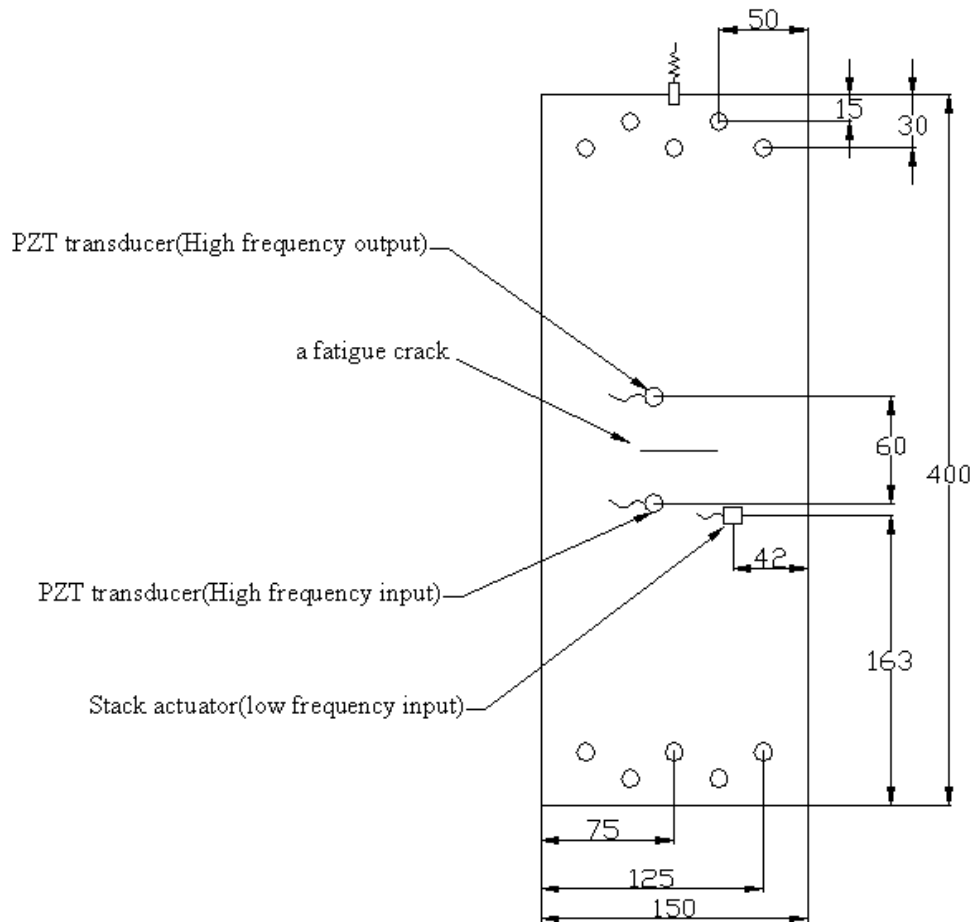 50
15
30
PZT transducer(High frequency output)
a fatigue crack
60
400
42
PZT transducer(High frequency input)
163
Stack actuator(low frequency input)
75
125
150